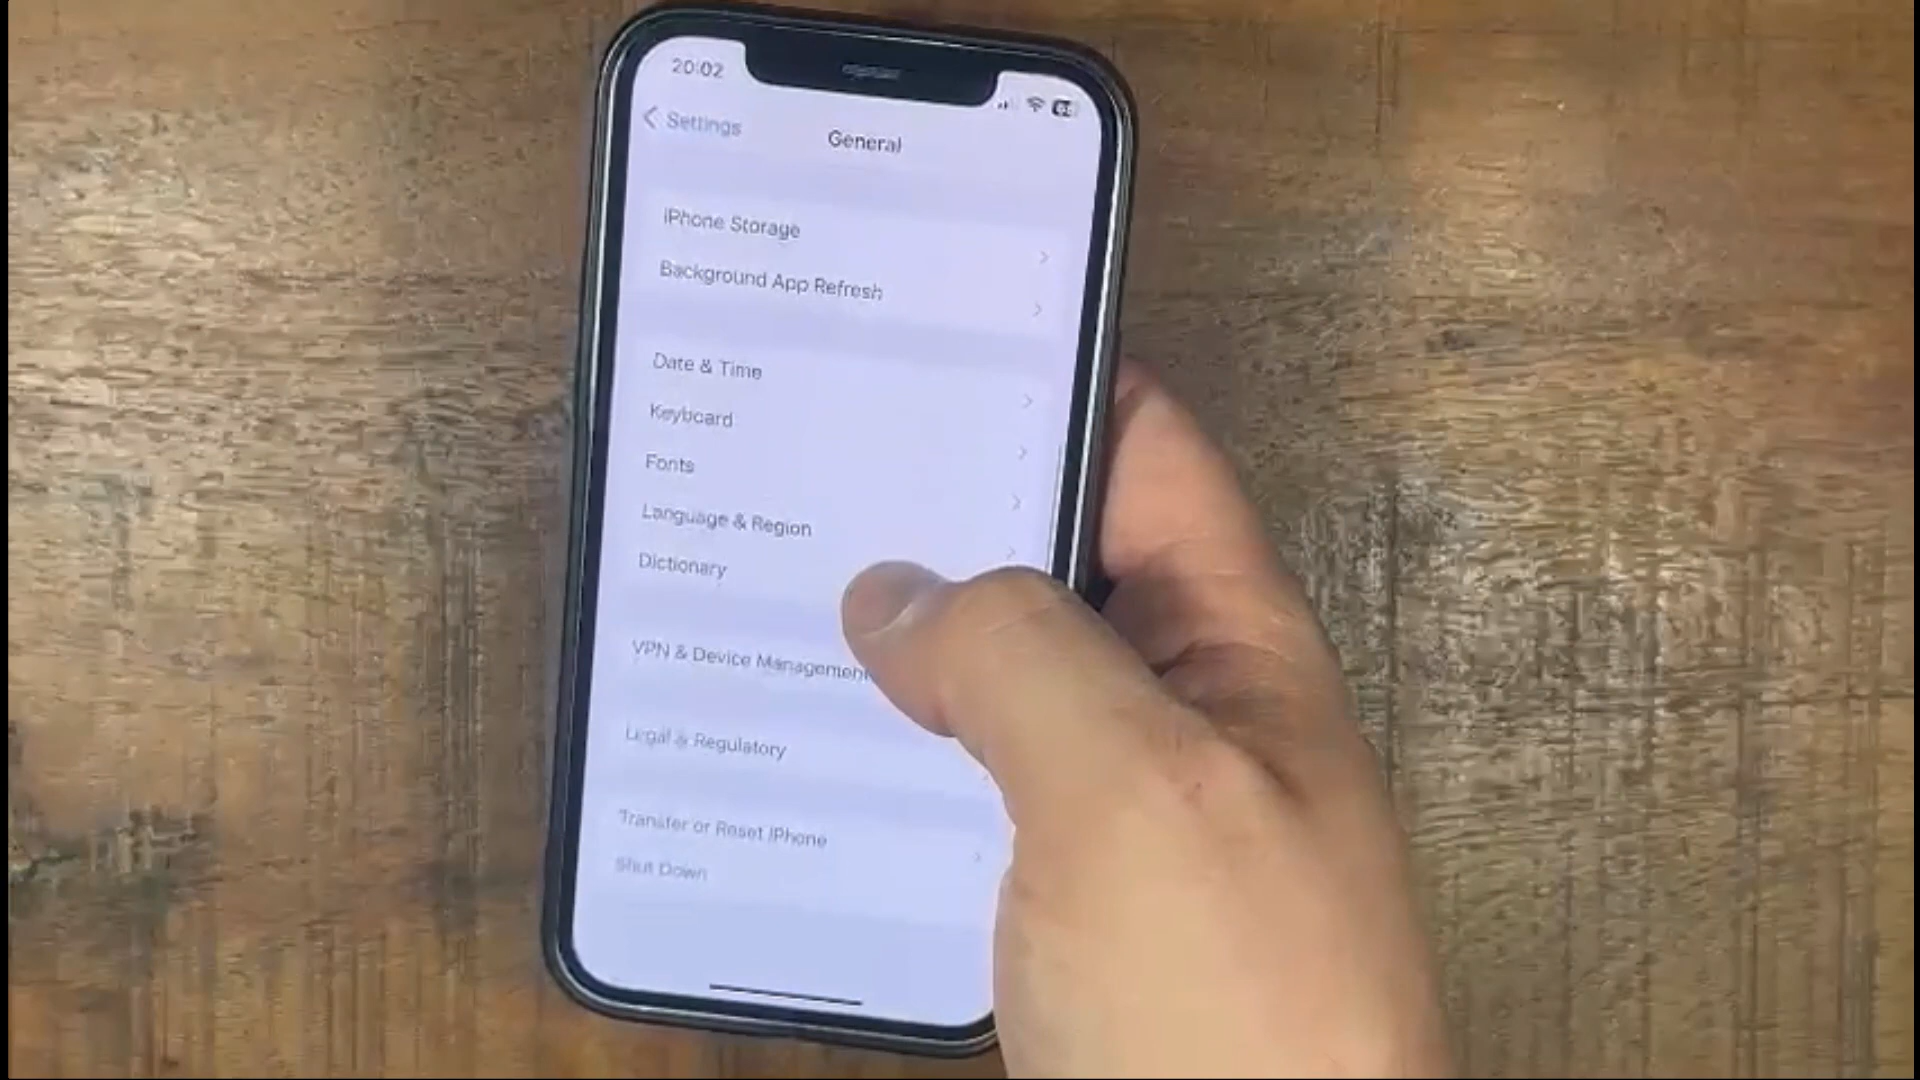 20:02
Settings
General
iPhone Storage
Background App Refresh
Date & Time
Keyboard
Fonts
Language & Region
Dictionary
VPN & Device Management
Legal & Regulatory
Transfer or Reset iPhone
Shut Down